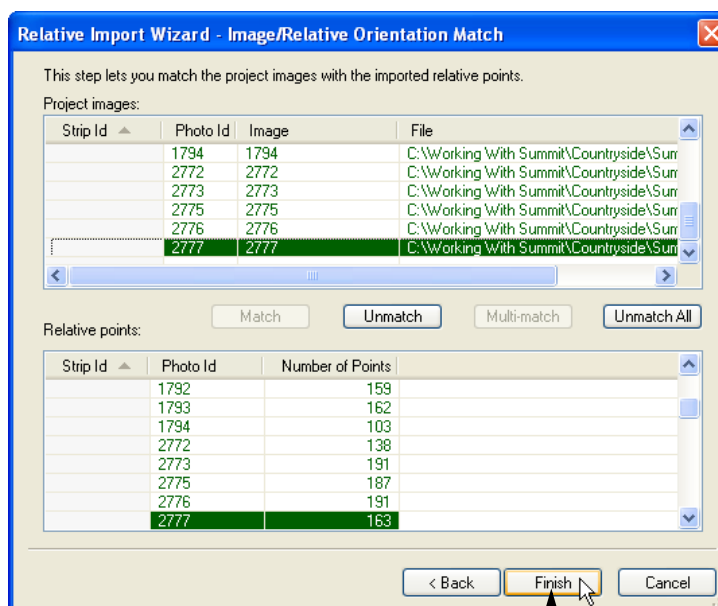 Relative Import Wizard - Image/Relative Orientation Match
This step lets you match the project images with the imported relative points.
Project images:
Strip Id Photo Id Image File
1794 1794 C:\Working With Summit\Countryside\Sum
2772 2772 C:\Working With Summit\Countryside\Sum
2773 2773 C:\Working With Summit\Countryside\Sum
2775 2775 C:\Working With Summit\Countryside\Sum
2776 2776 C:\Working With Summit\Countryside\Sum
2777 2777 C:\Working With Summit\Countryside\Sum
Match Unmatch Multi-match Unmatch All
Relative points:
Strip Id Photo Id Number of Points
1792 159
1793 162
1794 103
2772 138
2773 191
2775 187
2776 191
2777 163
< Back Finish Cancel